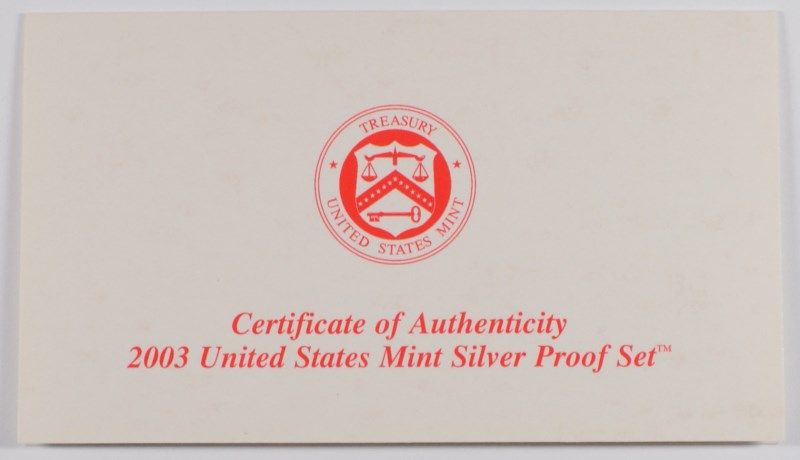 TREASURY
UNITED STATES MINT
Certificate of Authenticity
2003 United States Mint Silver Proof Set™